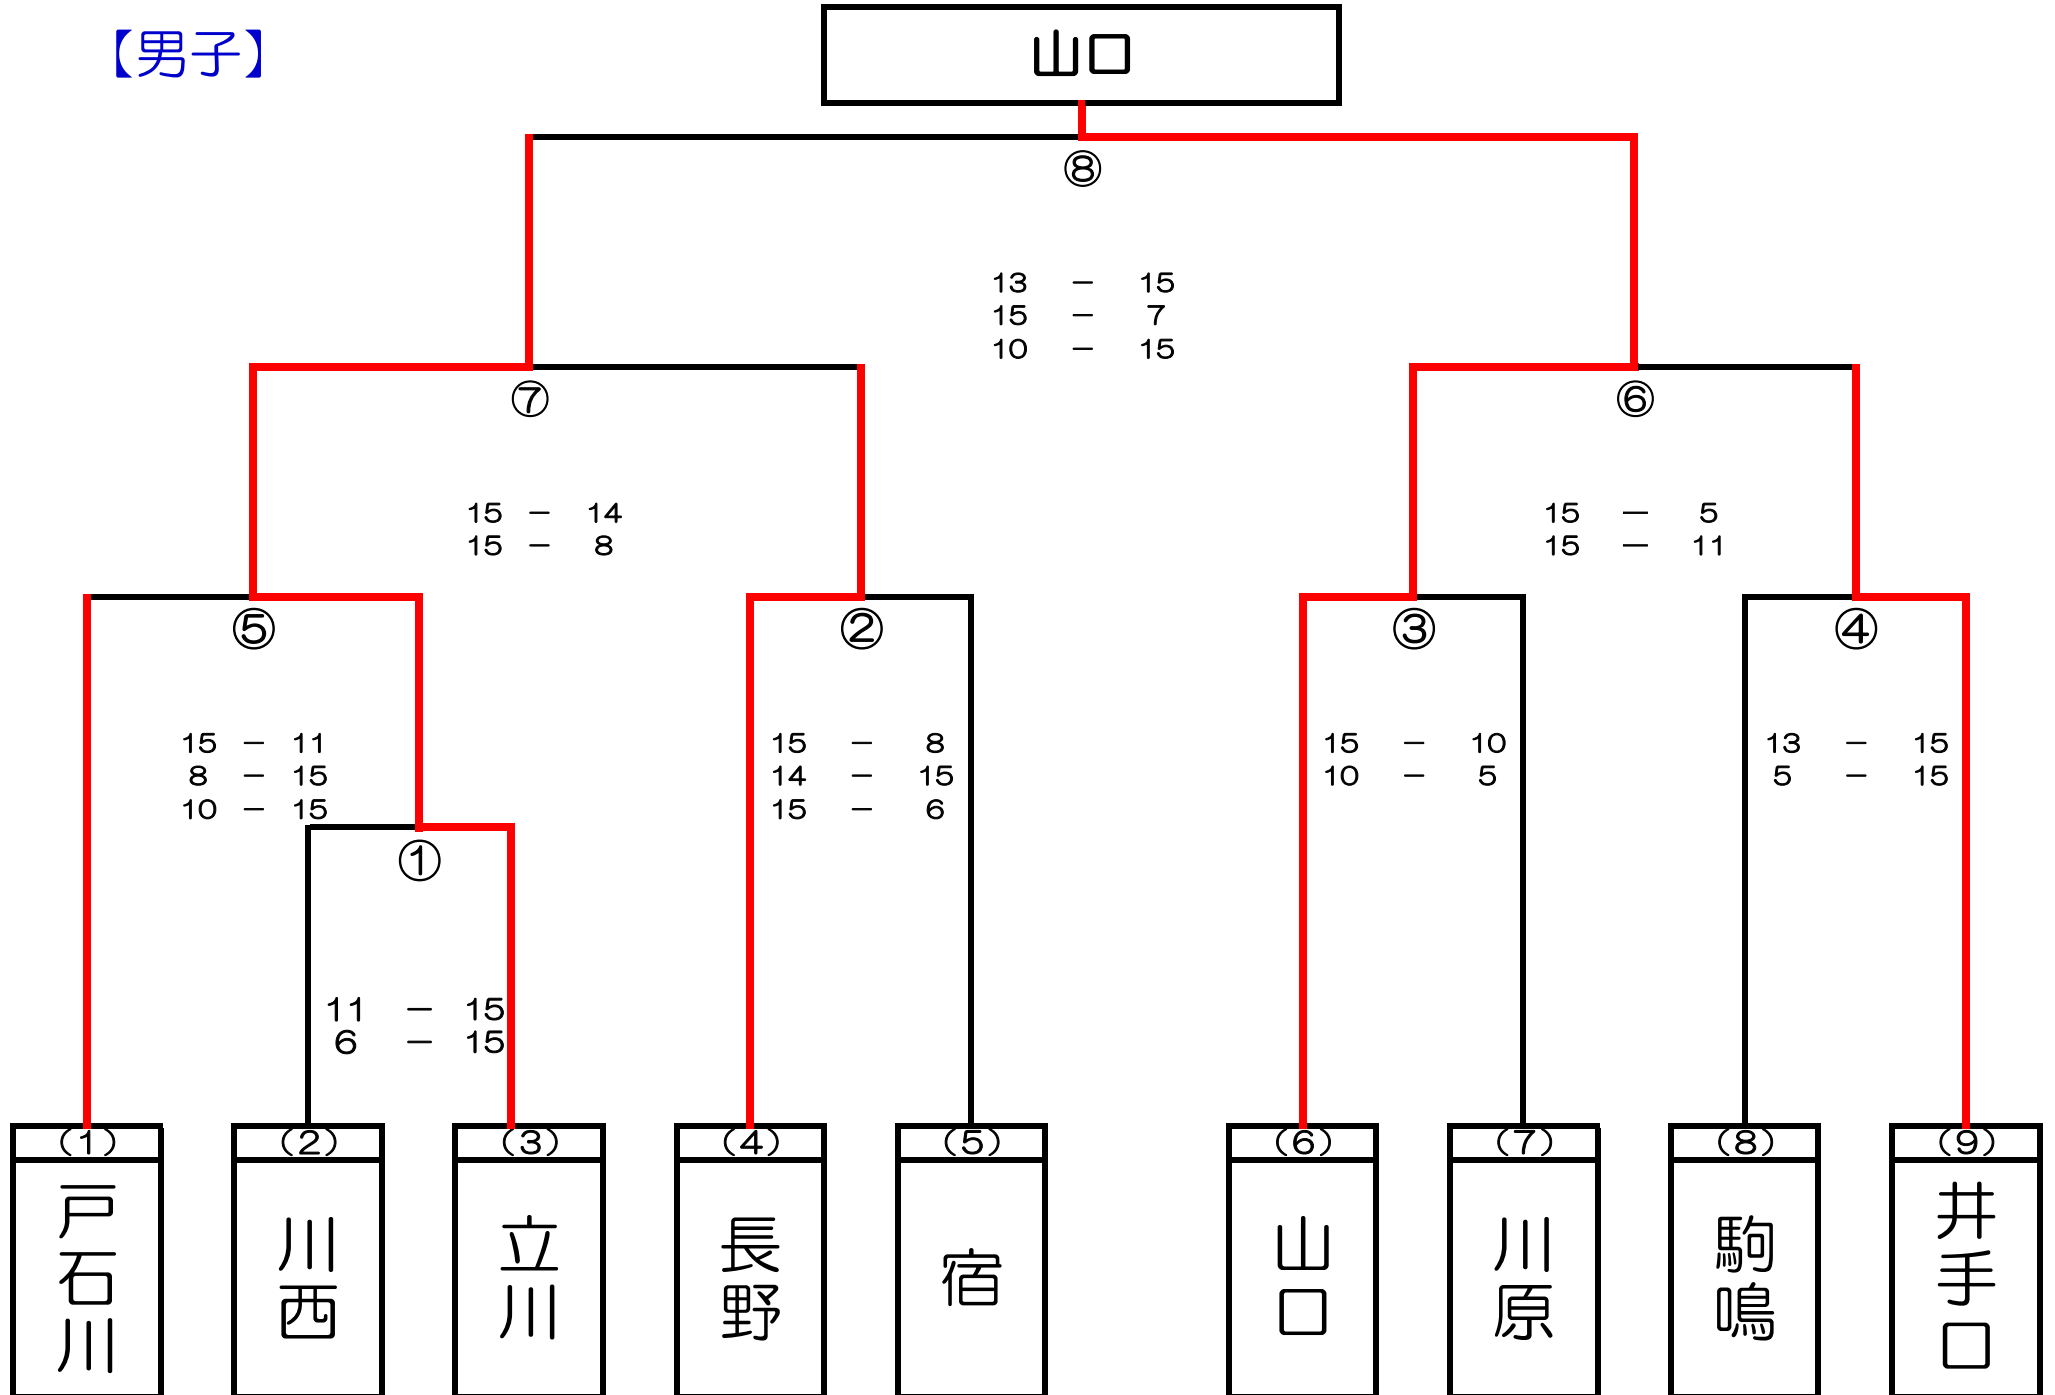 【男子】
山口
⑧
13 － 15
15 － 7
10 － 15
⑦
⑥
15 － 14
15 － 8
15 － 5
15 － 11
⑤
②
③
④
15 － 11
8 － 15
10 － 15
15 － 8
14 － 15
15 － 6
15 － 10
10 － 5
13 － 15
5 － 15
①
11 － 15
6 － 15
(1) (2) (3) (4) (5) (6) (7) (8) (9)
戸石川
川西
立川
長野
宿
山口
川原
駒鳴
井手口